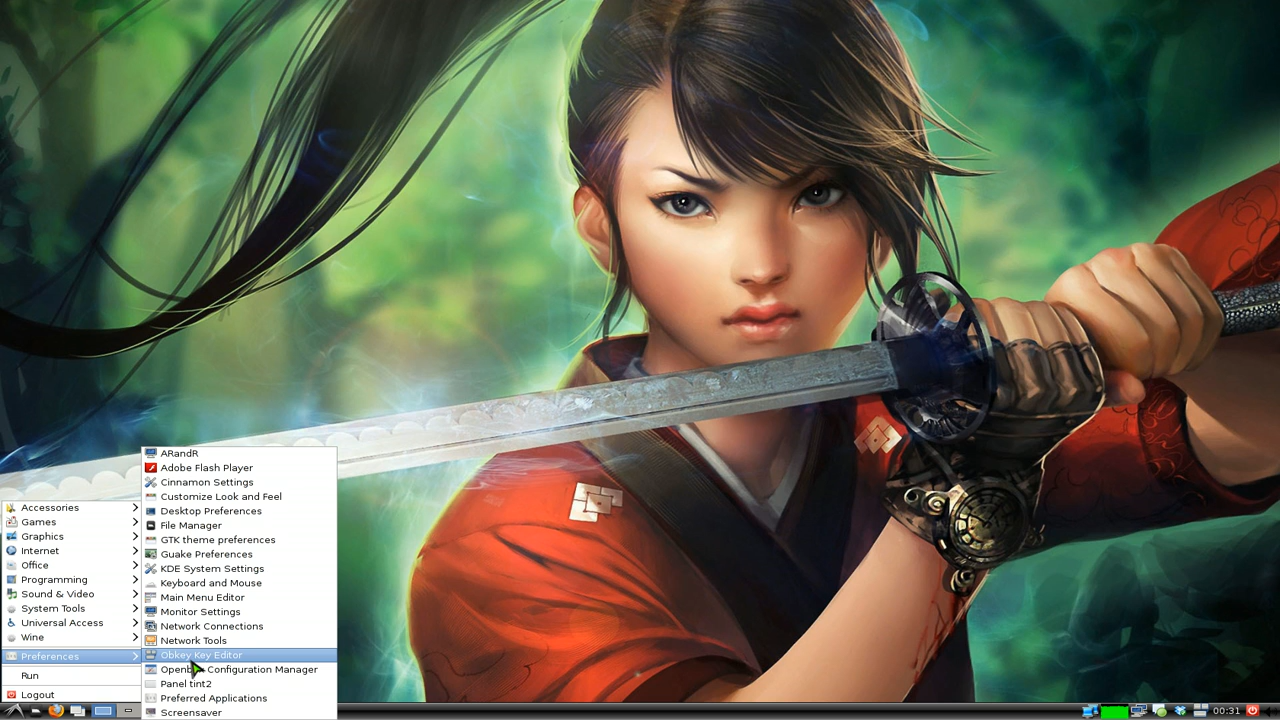 ARandR
Adobe Flash Player
Cinnamon Settings
Customize Look and Feel
Desktop Preferences
File Manager
GTK theme preferences
Guake Preferences
KDE System Settings
Keyboard and Mouse
Main Menu Editor
Monitor Settings
Network Connections
Network Tools
Obkey Key Editor
Configuration Manager
Panel tint2
Preferred Applications
Screensaver
Accessories
Games
Graphics
Internet
Office
Programming
Sound & Video
System Tools
Universal Access
Wine
Preferences
Run
Logout
00:31